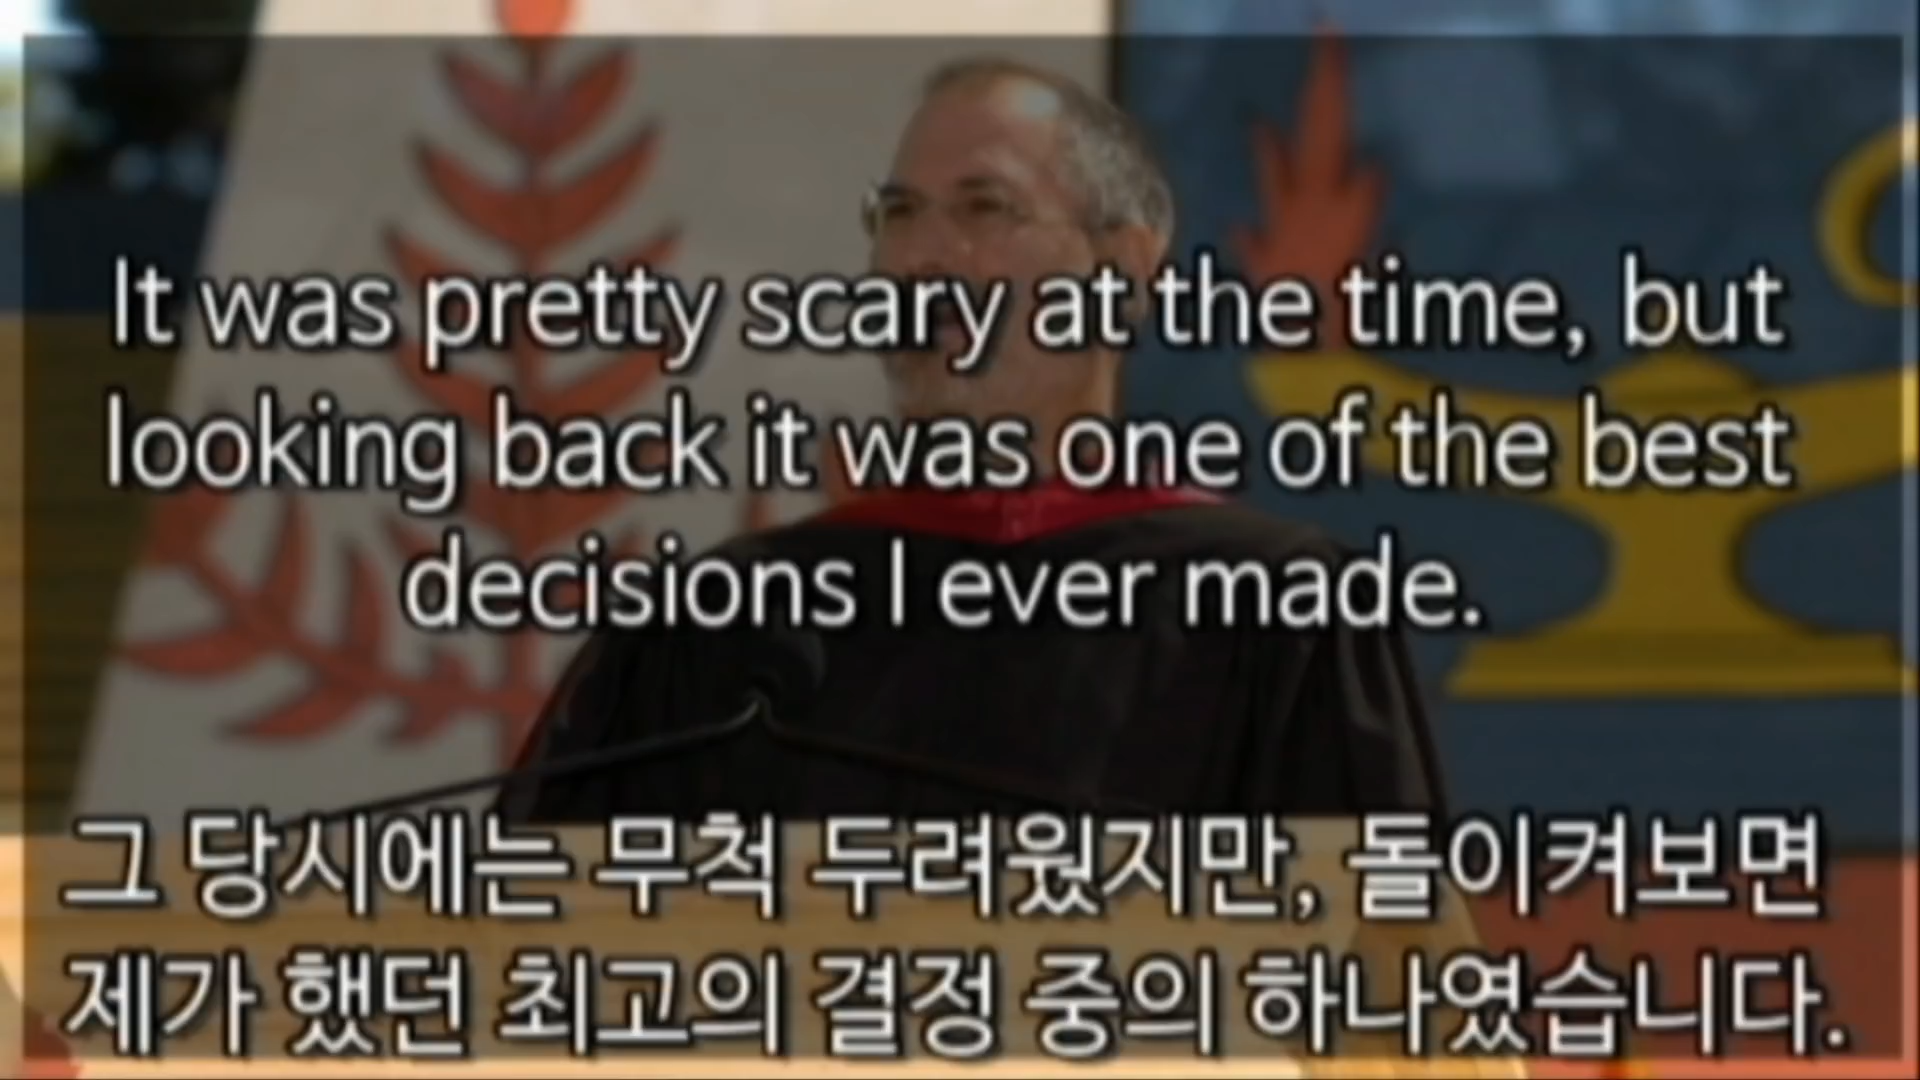 It was pretty scary at the time, but
looking back it was one of the best
decisions I ever made.
그 당시에는 무척 두려웠지만, 돌이켜보면
제가 했던 최고의 결정 중의 하나였습니다.